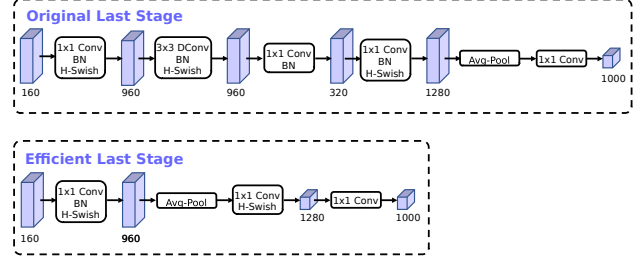 Original Last Stage
1x1 Conv
BN
H-Swish
3x3 DConv
BN
H-Swish
1x1 Conv
BN
1x1 Conv
BN
H-Swish
Avg-Pool
1x1 Conv
160
960
960
320
1280
1000
Efficient Last Stage
1x1 Conv
BN
H-Swish
Avg-Pool
1x1 Conv
H-Swish
1x1 Conv
160
960
1280
1000